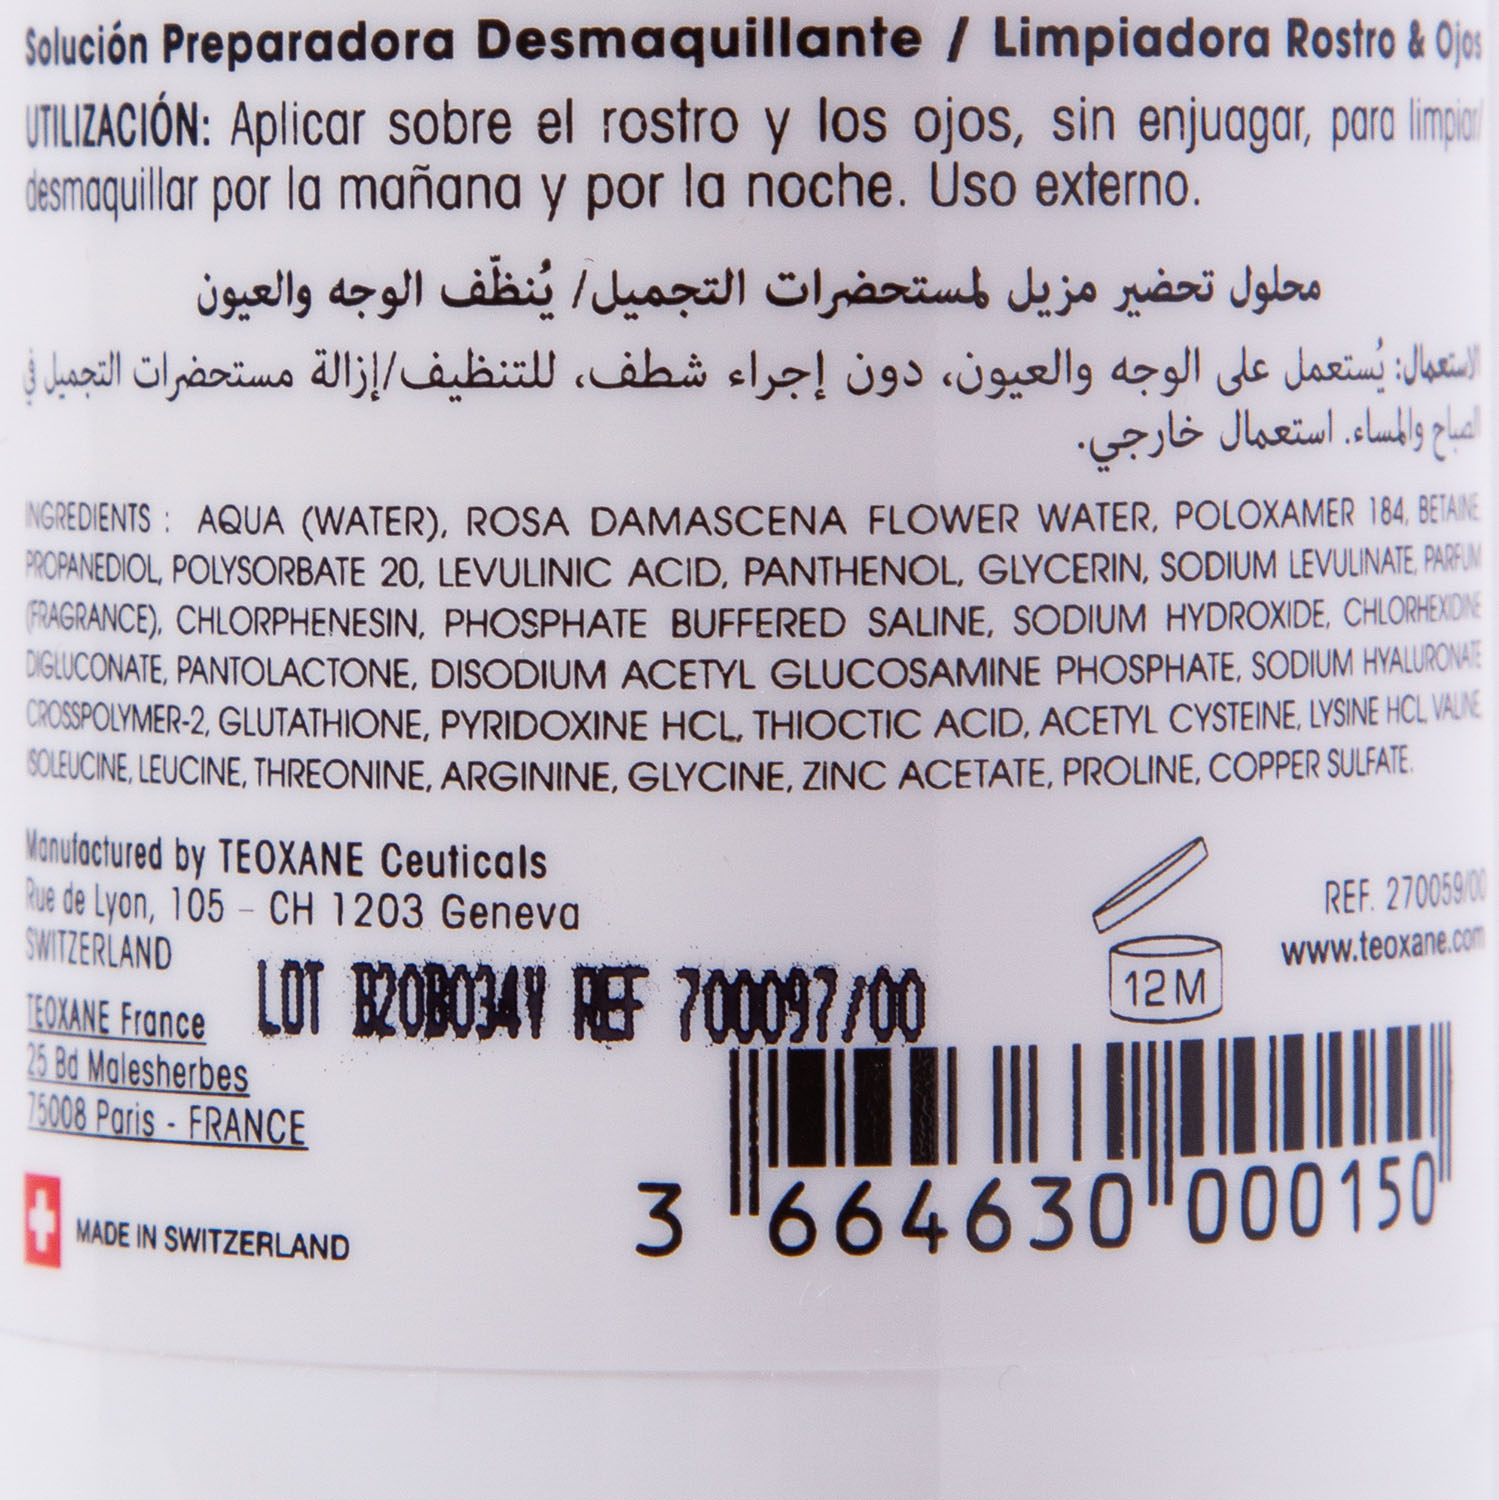 Solución Preparadora Desmaquillante / Limpiadora Rostro & Ojos
UTILIZACIÓN: Aplicar sobre el rostro y los ojos, sin enjuagar, para limpiar/
desmaquillar por la mañana y por la noche. Uso externo.
محلول تحضير مزيل لمستحضرات التجميل/ يُنظّف الوجه والعيون
الاستعمال: يُستعمل على الوجه والعيون، دون إجراء شطف، للتنظيف/إزالة مستحضرات التجميل في
الصباح والمساء. استعمال خارجي.
INGREDIENTS : AQUA (WATER), ROSA DAMASCENA FLOWER WATER, POLOXAMER 184, BETAINE,
PROPANEDIOL, POLYSORBATE 20, LEVULINIC ACID, PANTHENOL, GLYCERIN, SODIUM LEVULINATE, PARFUM
(FRAGRANCE), CHLORPHENESIN, PHOSPHATE BUFFERED SALINE, SODIUM HYDROXIDE, CHLORHEXIDINE
DIGLUCONATE, PANTOLACTONE, DISODIUM ACETYL GLUCOSAMINE PHOSPHATE, SODIUM HYALURONATE
CROSSPOLYMER-2, GLUTATHIONE, PYRIDOXINE HCL, THIOCTIC ACID, ACETYL CYSTEINE, LYSINE HCL, VALINE,
ISOLEUCINE, LEUCINE, THREONINE, ARGININE, GLYCINE, ZINC ACETATE, PROLINE, COPPER SULFATE.
Manufactured by TEOXANE Ceuticals
Rue de Lyon, 105 - CH 1203 Geneva
SWITZERLAND
REF. 270059/00
www.teoxane.com
12M
LOT B20B034V REF 700097/00
TEOXANE France
25 Bd Malesherbes
75008 Paris - FRANCE
MADE IN SWITZERLAND
3 664630 000150